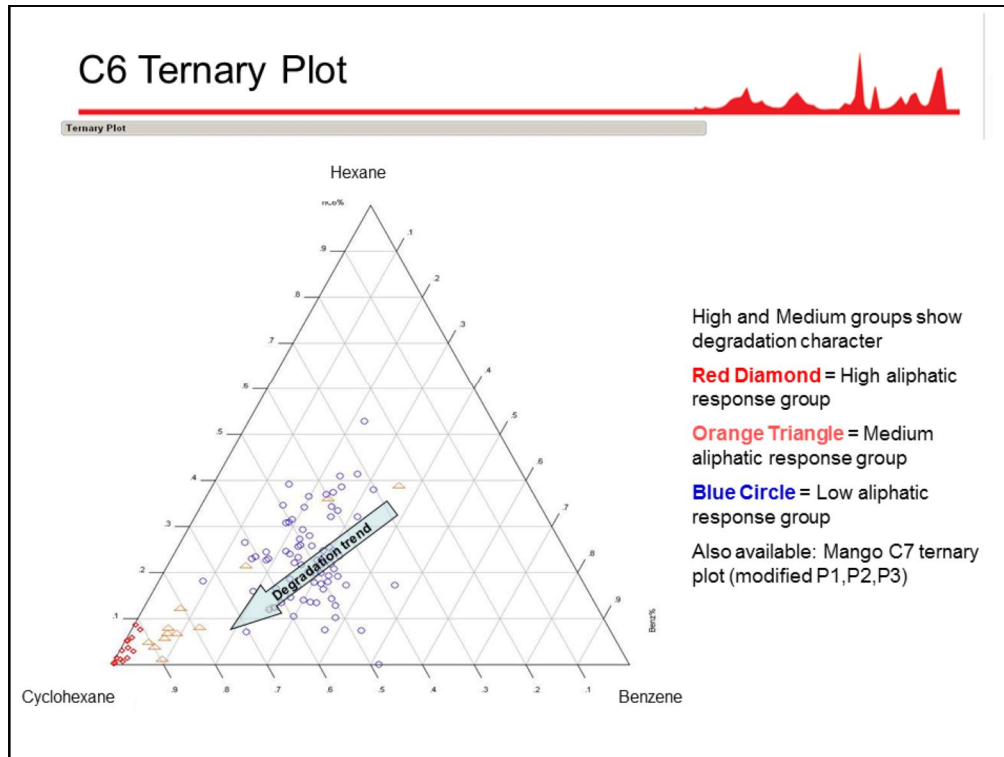 C6 Ternary Plot
Ternary Plot
Hexane
.1
.2
.3
.4
.5
.6
.7
.8
.9
.9
.8
.7
.6
.5
.4
.3
.2
.1
Degradation trend
Benz%
Cyclohexane
.9
.8
.7
.6
.5
.4
.3
.2
.1
Benzene
High and Medium groups show
degradation character
Red Diamond = High aliphatic
response group
Orange Triangle = Medium
aliphatic response group
Blue Circle = Low aliphatic
response group
Also available: Mango C7 ternary
plot (modified P1,P2,P3)